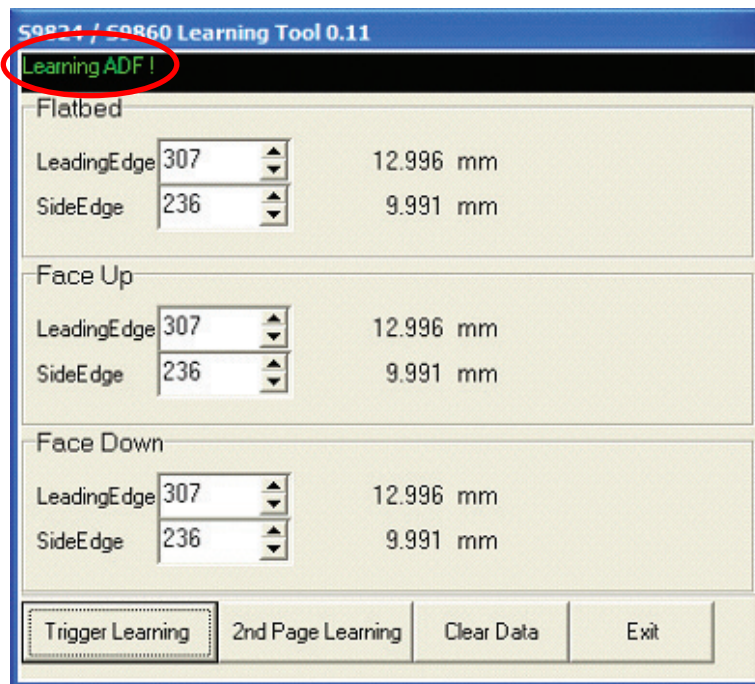 S9824 / S9860 Learning Tool 0.11
Learning ADF !
Flatbed
LeadingEdge 307 12.996 mm
SideEdge 236 9.991 mm
Face Up
LeadingEdge 307 12.996 mm
SideEdge 236 9.991 mm
Face Down
LeadingEdge 307 12.996 mm
SideEdge 236 9.991 mm
Trigger Learning 2nd Page Learning Clear Data Exit